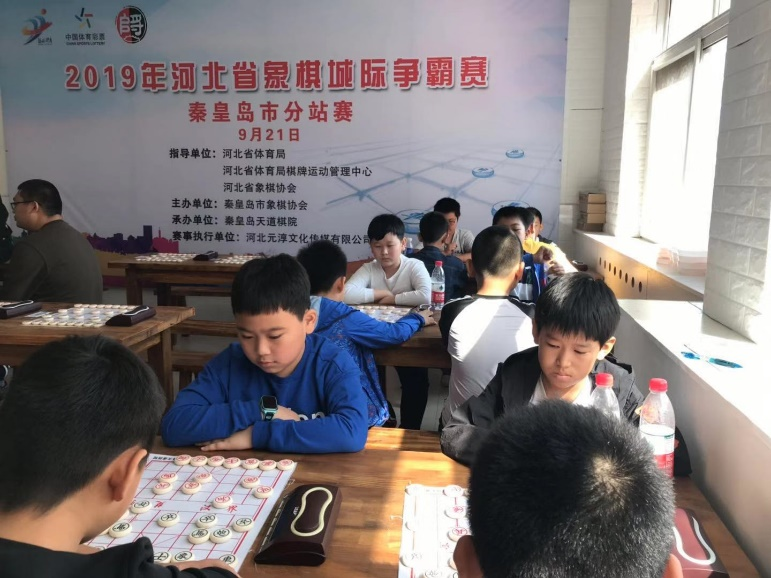 中国体育彩票
2019年河北省象棋城际争霸赛
秦皇岛市分站赛
9月21日
指导单位：河北省体育局
河北省体育局棋牌运动管理中心
河北省象棋协会
主办单位：秦皇岛市象棋协会
承办单位：秦皇岛天道棋院
赛事执行单位：河北元淳文化传媒有限公司